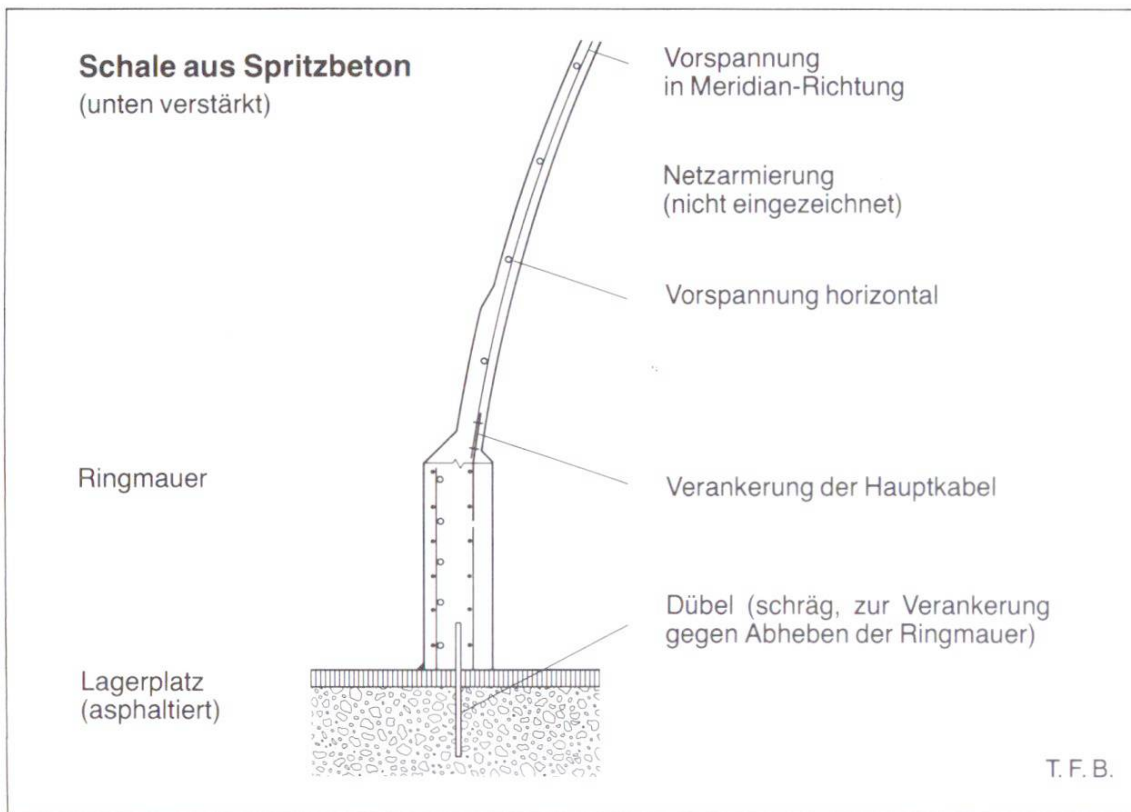 Schale aus Spritzbeton
(unten verstärkt)
Vorspannung
in Meridian-Richtung
Netzarmierung
(nicht eingezeichnet)
Vorspannung horizontal
Ringmauer
Verankerung der Hauptkabel
Dübel (schräg, zur Verankerung
gegen Abheben der Ringmauer)
Lagerplatz
(asphaltiert)
T. F. B.